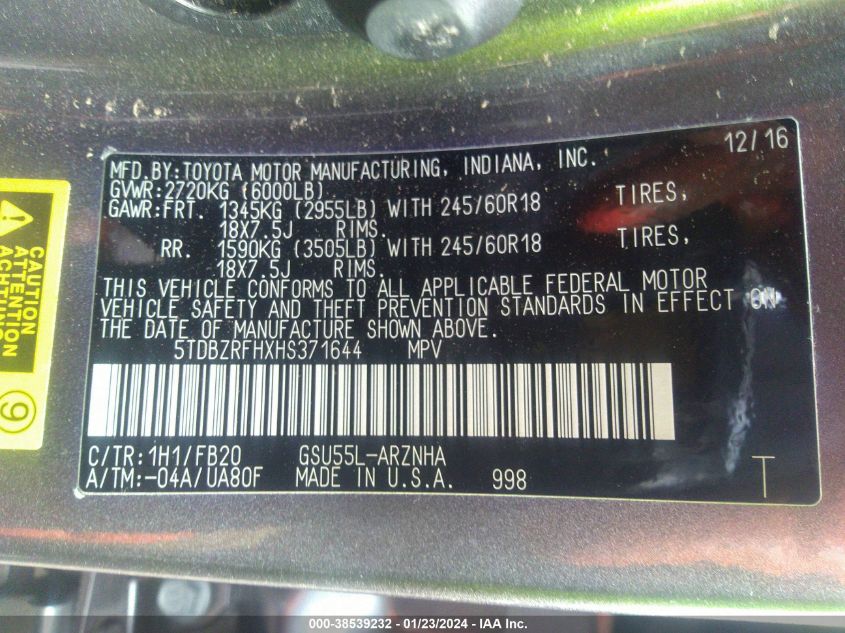 12/16
MFD.BY:TOYOTA MOTOR MANUFACTURING, INDIANA, INC.
GVWR:2720KG (6000LB)
GAWR:FRT. 1345KG (2955LB) WITH 245/60R18 TIRES,
18X7.5J RIMS.
RR. 1590KG (3505LB) WITH 245/60R18 TIRES,
18X7.5J RIMS.
THIS VEHICLE CONFORMS TO ALL APPLICABLE FEDERAL MOTOR
VEHICLE SAFETY AND THEFT PREVENTION STANDARDS IN EFFECT ON
THE DATE OF MANUFACTURE SHOWN ABOVE.
5TDBZRFHXHS371644 MPV
C/TR:1H1/FB20 GSU55L-ARZNHA
A/TM:-04A/UA80F MADE IN U.S.A. 998 T
CAUTION
ATTENTION
ACHTUNG
9
000-38539232 - 01/23/2024 - IAA Inc.